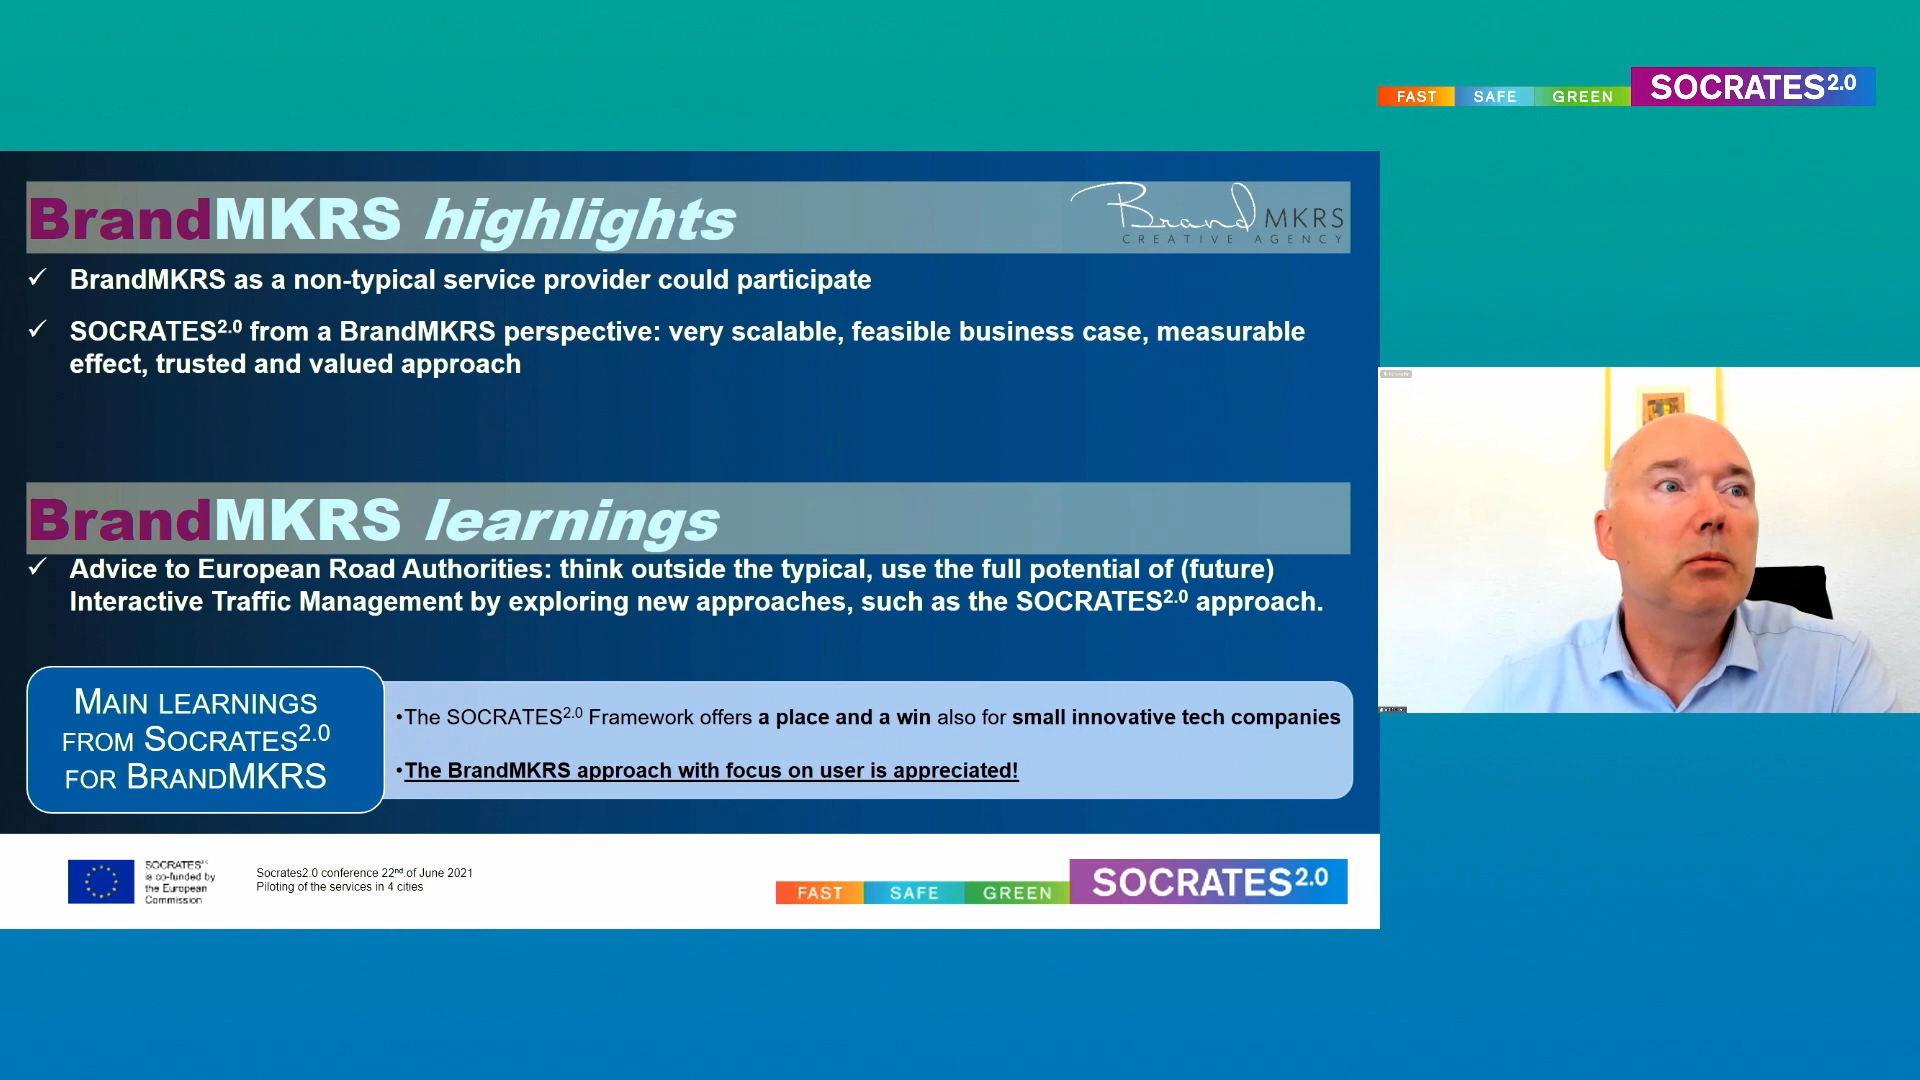 FAST SAFE GREEN SOCRATES2.0
BrandMKRS highlights
Brand MKRS
CREATIVE AGENCY
✓ BrandMKRS as a non-typical service provider could participate
✓ SOCRATES2.0 from a BrandMKRS perspective: very scalable, feasible business case, measurable
effect, trusted and valued approach
BrandMKRS learnings
✓ Advice to European Road Authorities: think outside the typical, use the full potential of (future)
Interactive Traffic Management by exploring new approaches, such as the SOCRATES2.0 approach.
MAIN LEARNINGS
FROM SOCRATES2.0
FOR BRANDMKRS
•The SOCRATES2.0 Framework offers a place and a win also for small innovative tech companies
•The BrandMKRS approach with focus on user is appreciated!
SOCRATES2.0
is co-funded by
the European
Commission
Socrates2.0 conference 22nd of June 2021
Piloting of the services in 4 cities
FAST SAFE GREEN SOCRATES2.0